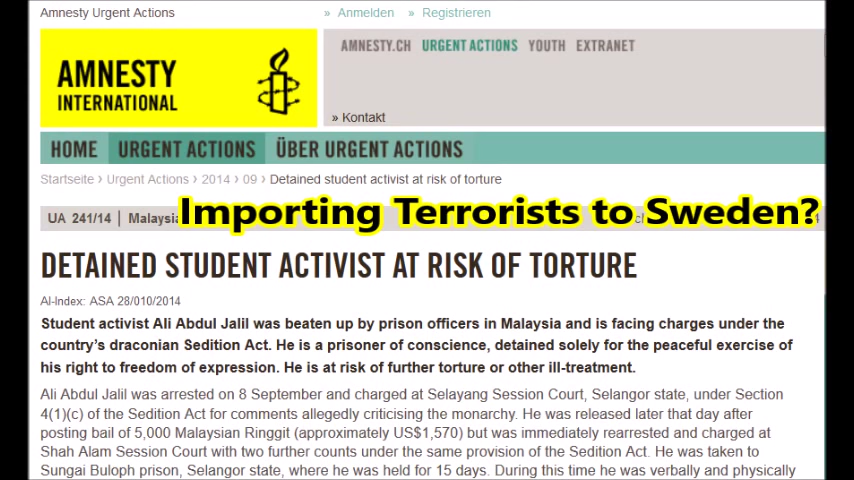 Amnesty Urgent Actions » Anmelden » Registrieren
AMNESTY INTERNATIONAL
AMNESTY.CH URGENT ACTIONS YOUTH EXTRANET
» Kontakt
HOME URGENT ACTIONS ÜBER URGENT ACTIONS
Startseite › Urgent Actions › 2014 › 09 › Detained student activist at risk of torture
UA 241/14 | Malaysia
Importing Terrorists to Sweden?
DETAINED STUDENT ACTIVIST AT RISK OF TORTURE
AI-Index: ASA 28/010/2014
Student activist Ali Abdul Jalil was beaten up by prison officers in Malaysia and is facing charges under the
country's draconian Sedition Act. He is a prisoner of conscience, detained solely for the peaceful exercise of
his right to freedom of expression. He is at risk of further torture or other ill-treatment.
Ali Abdul Jalil was arrested on 8 September and charged at Selayang Session Court, Selangor state, under Section
4(1)(c) of the Sedition Act for comments allegedly criticising the monarchy. He was released later that day after
posting bail of 5,000 Malaysian Ringgit (approximately US$1,570) but was immediately rearrested and charged at
Shah Alam Session Court with two further counts under the same provision of the Sedition Act. He was taken to
Sungai Buloph prison, Selangor state, where he was held for 15 days. During this time he was verbally and physically